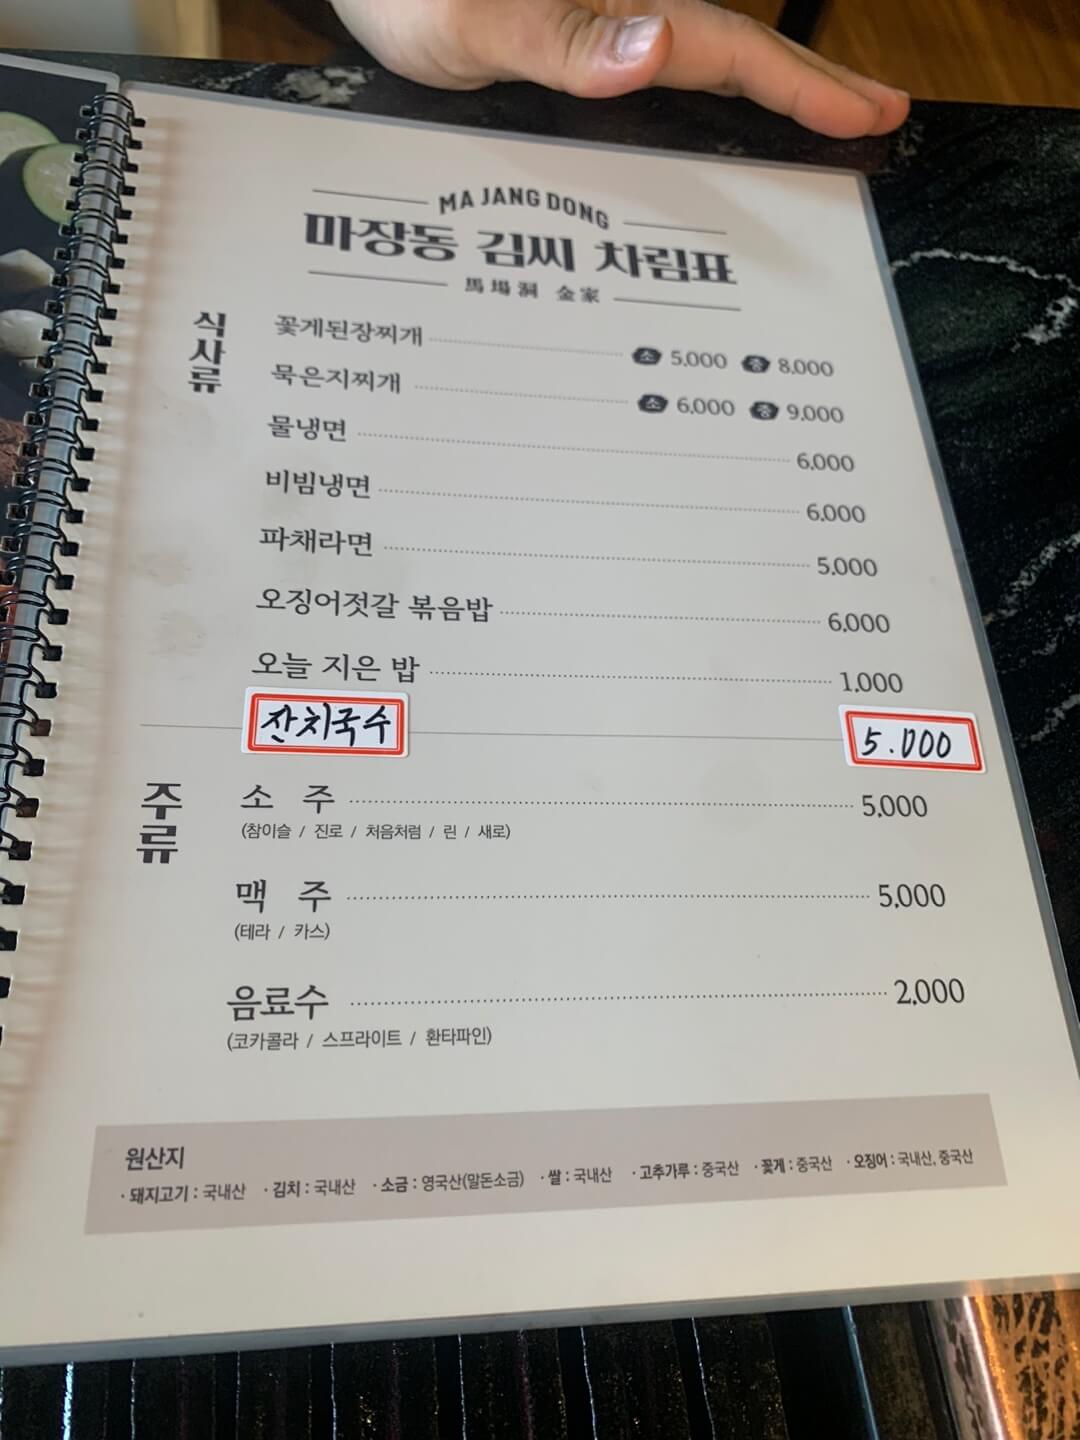 MA JANG DONG
마장동 김씨 차림표
馬場洞 金家
식사류
꽃게된장찌개 소 5,000 중 8,000
묵은지찌개 소 6,000 중 9,000
물냉면 6,000
비빔냉면 6,000
파채라면 5,000
오징어젓갈 볶음밥 6,000
오늘 지은 밥 1,000
잔치국수 5.000
주류
소 주 5,000
(참이슬 / 진로 / 처음처럼 / 린 / 새로)
맥 주 5,000
(테라 / 카스)
음료수 2,000
(코카콜라 / 스프라이트 / 환타파인)
원산지
·돼지고기 : 국내산 ·김치 : 국내산 ·소금 : 영국산(말돈소금) ·쌀 : 국내산 ·고추가루 : 중국산 ·꽃게 : 중국산 ·오징어 : 국내산, 중국산